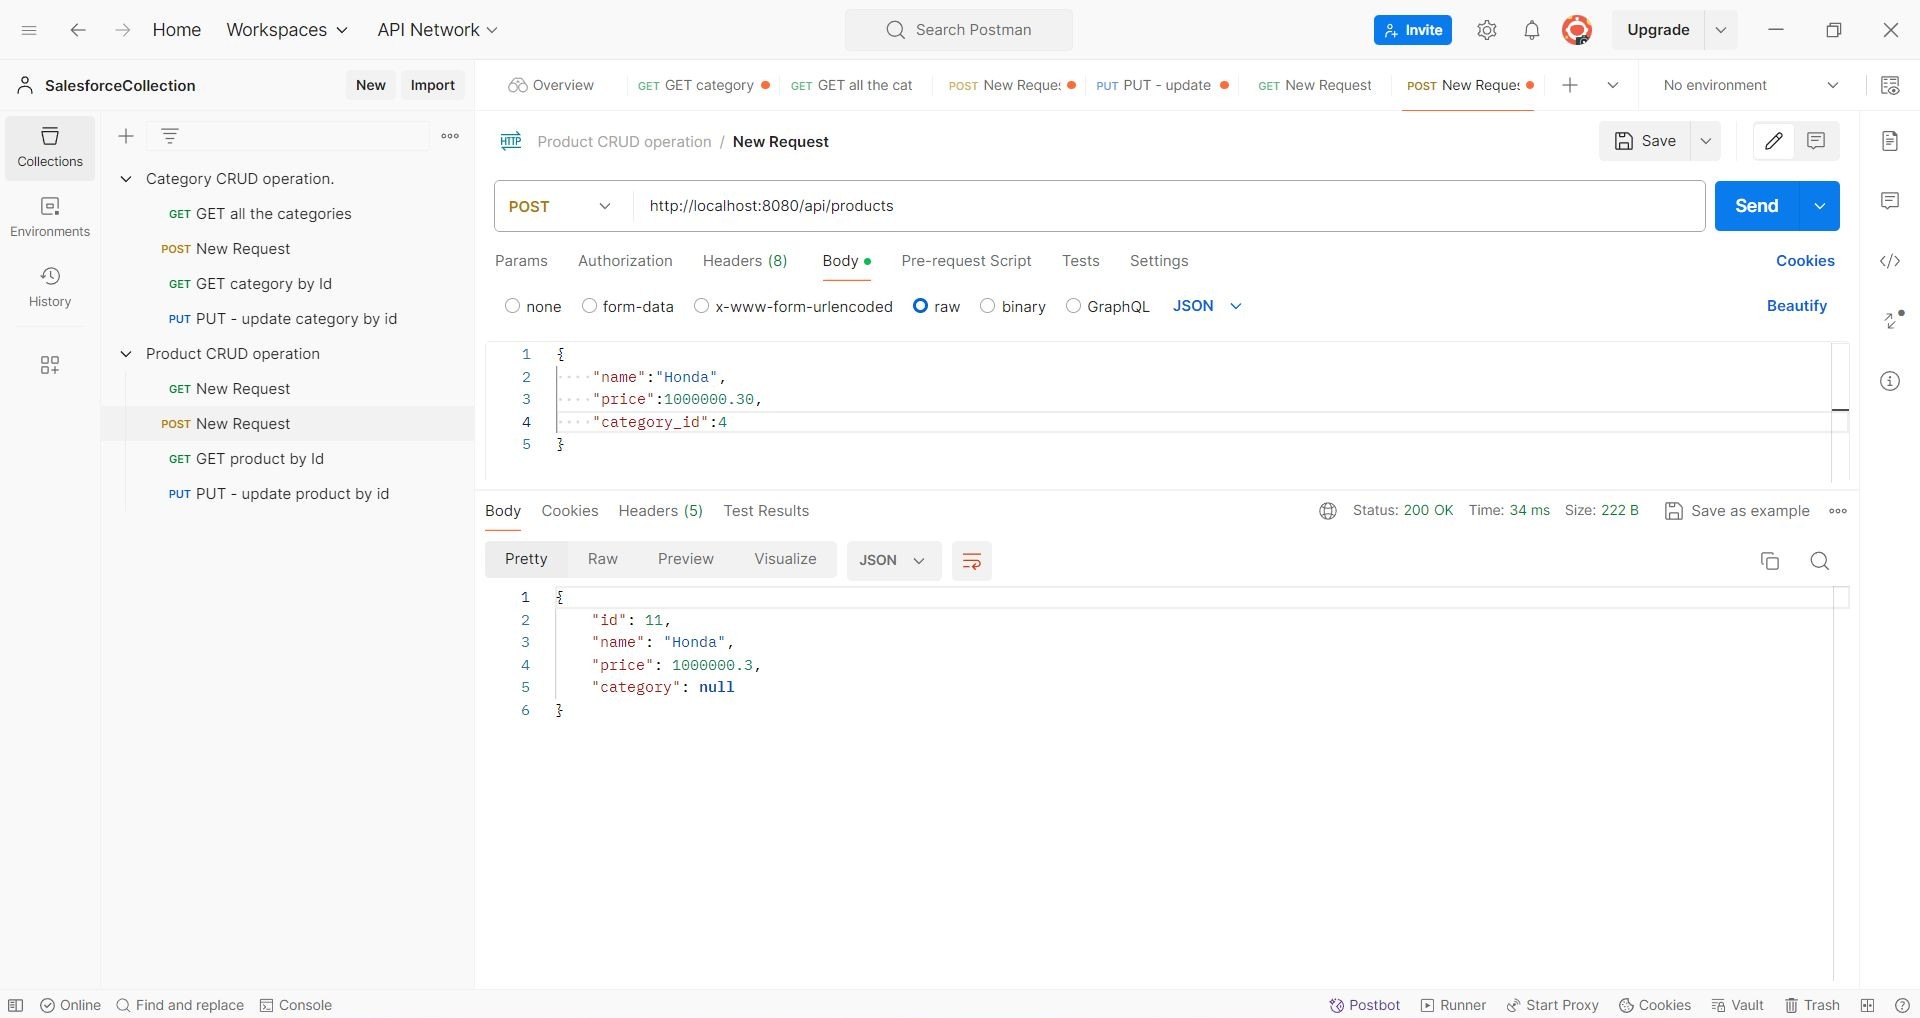 Home Workspaces API Network Search Postman Invite Upgrade
SalesforceCollection New Import
Overview GET GET category GET GET all the cat POST New Reques PUT PUT - update GET New Request POST New Reques No environment
Collections
Environments
History
Category CRUD operation.
GET GET all the categories
POST New Request
GET GET category by Id
PUT PUT - update category by id
Product CRUD operation
GET New Request
POST New Request
GET GET product by Id
PUT PUT - update product by id
HTTP Product CRUD operation / New Request Save
POST http://localhost:8080/api/products Send
Params Authorization Headers (8) Body Pre-request Script Tests Settings Cookies
none form-data x-www-form-urlencoded raw binary GraphQL JSON Beautify
1 {
2 "name":"Honda",
3 "price":1000000.30,
4 "category_id":4
5 }
Body Cookies Headers (5) Test Results Status: 200 OK Time: 34 ms Size: 222 B Save as example
Pretty Raw Preview Visualize JSON
1 {
2 "id": 11,
3 "name": "Honda",
4 "price": 1000000.3,
5 "category": null
6 }
Online Find and replace Console Postbot Runner Start Proxy Cookies Vault Trash